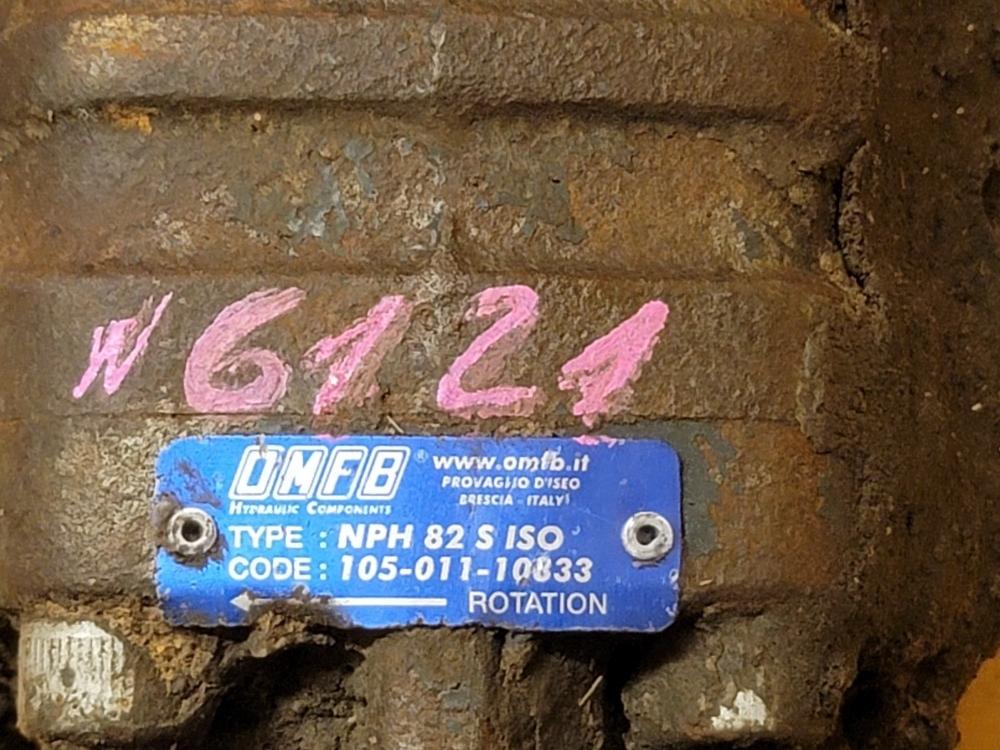 N 6121
OMFB® www.omfb.it
HYDRAULIC COMPONENTS
PROVAGLIO D'ISEO
BRESCIA - ITALY
TYPE : NPH 82 S ISO
CODE : 105-011-10833
ROTATION